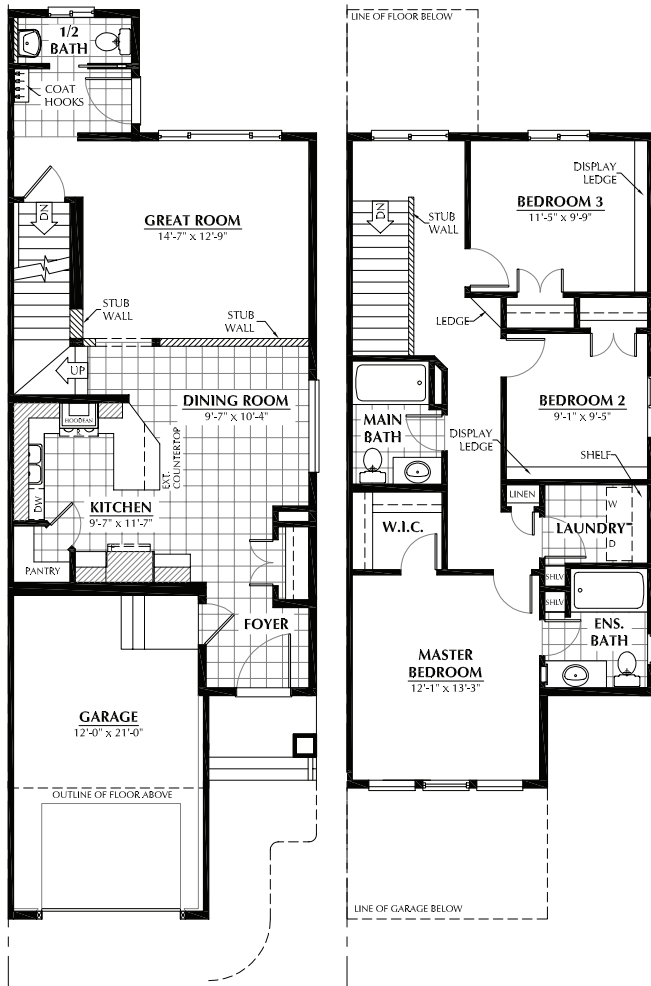 1/2
BATH
COAT
HOOKS
DN
GREAT ROOM
14'-7" x 12'-9"
STUB
WALL
STUB
WALL
UP
DINING ROOM
9'-7" x 10'-4"
HOODFAN
EXT.
COUNTERTOP
DW
KITCHEN
9'-7" x 11'-7"
PANTRY
FOYER
GARAGE
12'-0" x 21'-0"
OUTLINE OF FLOOR ABOVE
LINE OF FLOOR BELOW
DISPLAY
LEDGE
BEDROOM 3
11'-5" x 9'-9"
DN
STUB
WALL
LEDGE
BEDROOM 2
9'-1" x 9'-5"
MAIN
BATH
DISPLAY
LEDGE
SHELF
LINEN
W
W.I.C.
LAUNDRY
D
SHLV
SHLV
ENS.
BATH
MASTER
BEDROOM
12'-1" x 13'-3"
LINE OF GARAGE BELOW